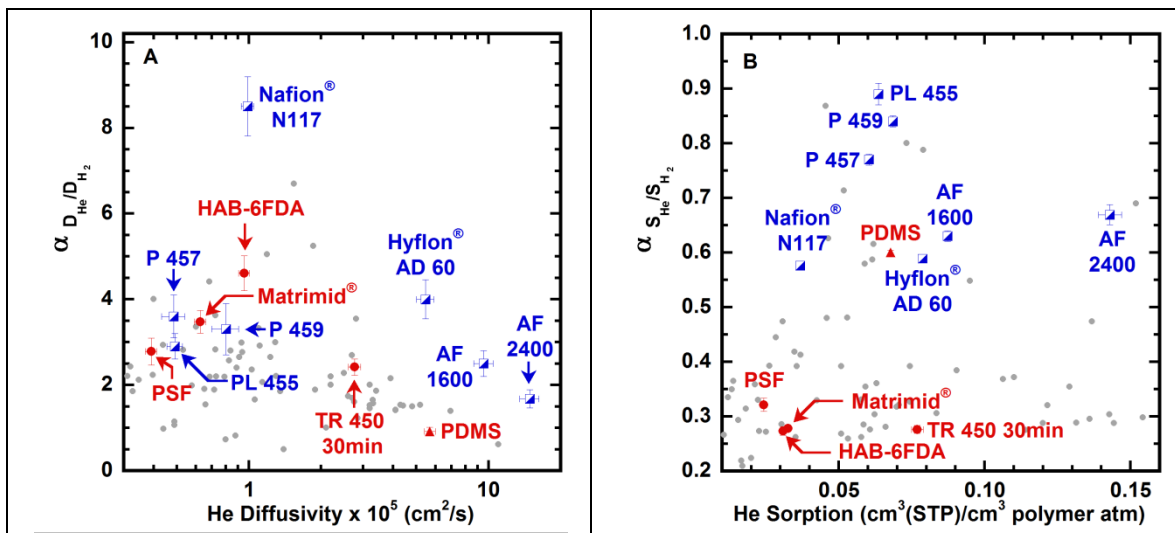 A
10
8
6
4
2
0
α D_He/D_H₂
Nafion®
N117
HAB-6FDA
P 457
Hyflon®
AD 60
Matrimid®
P 459
AF
1600
AF
2400
PSF
PL 455
TR 450
30min
PDMS
1
10
He Diffusivity x 10⁵ (cm²/s)
B
1.0
0.9
0.8
0.7
0.6
0.5
0.4
0.3
0.2
α S_He/S_H₂
PL 455
P 459
P 457
AF
1600
Nafion®
N117
PDMS
Hyflon®
AD 60
AF
2400
PSF
Matrimid®
TR 450 30min
HAB-6FDA
0.05
0.10
0.15
He Sorption (cm³(STP)/cm³ polymer atm)